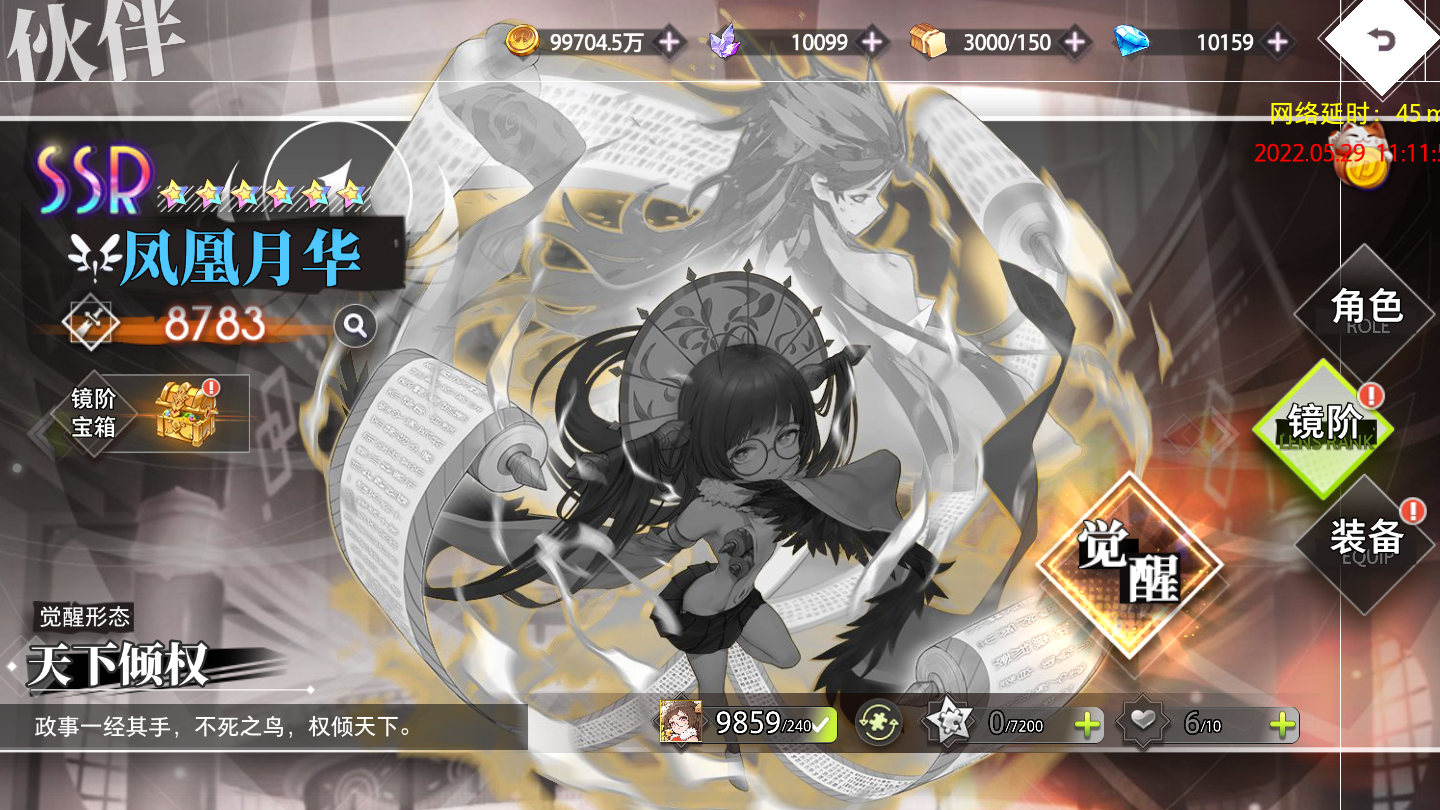 伙伴
99704.5万
10099
3000/150
10159
网络延时：45m
2022.05.29 11:11:5
SSR
凤凰月华
8783
镜阶
宝箱
角色
ROLE
镜阶
LENS RANK
装备
EQUIP
觉醒
觉醒形态
天下倾权
政事一经其手，不死之鸟，权倾天下。
9859/240
0/7200
6/10